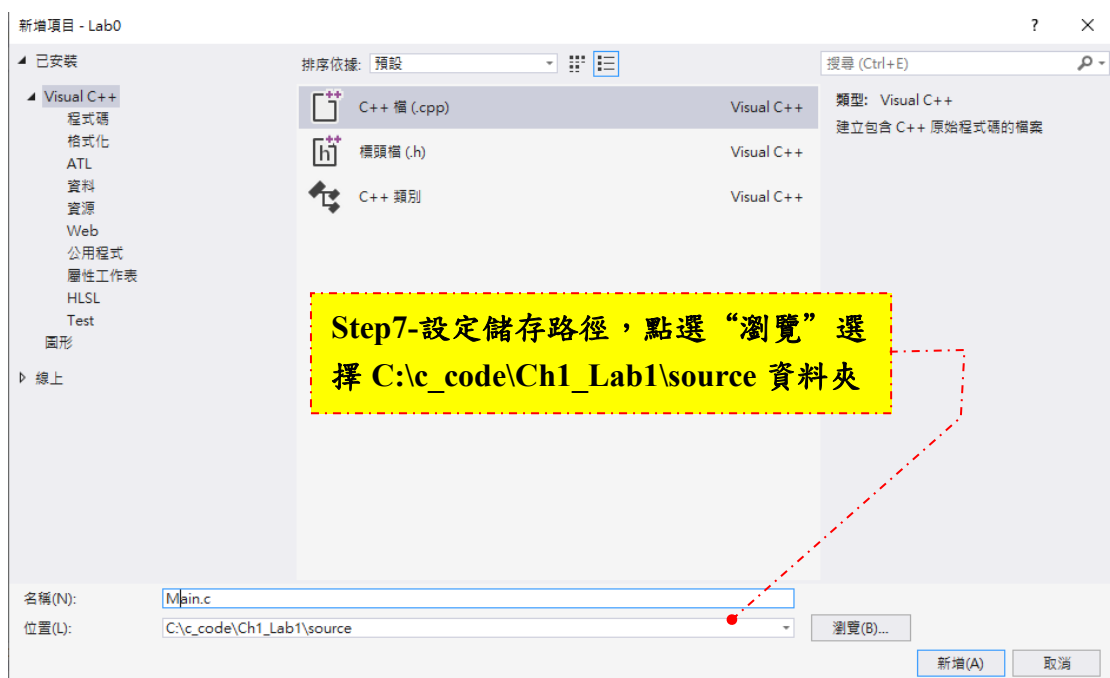 新增項目 - Lab0
? ×
已安裝
排序依據: 預設
搜尋 (Ctrl+E)
Visual C++
程式碼
格式化
ATL
資料
資源
Web
公用程式
屬性工作表
HLSL
Test
圖形
線上
C++ 檔 (.cpp) Visual C++
標頭檔 (.h) Visual C++
C++ 類別 Visual C++
類型: Visual C++
建立包含 C++ 原始程式碼的檔案
Step7-設定儲存路徑，點選“瀏覽”選
擇 C:\c_code\Ch1_Lab1\source 資料夾
名稱(N): Main.c
位置(L): C:\c_code\Ch1_Lab1\source 瀏覽(B)...
新增(A) 取消